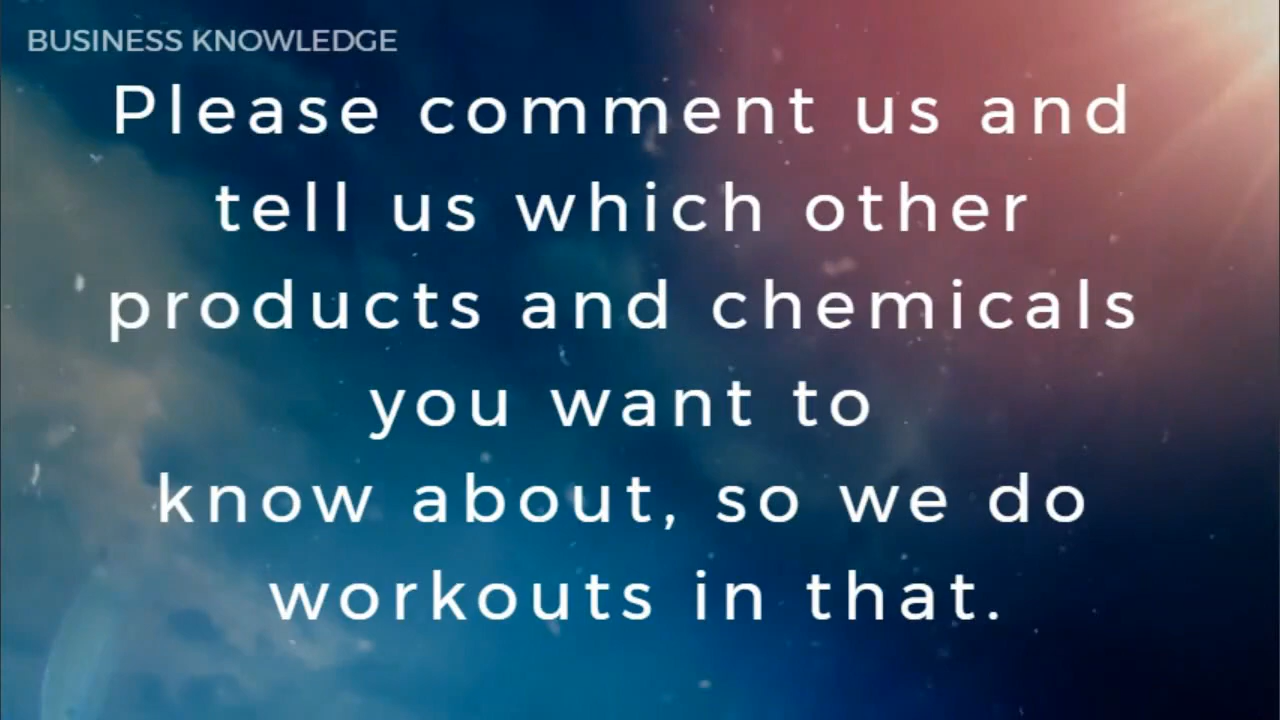 BUSINESS KNOWLEDGE
Please comment us and
tell us which other
products and chemicals
you want to
know about, so we do
workouts in that.